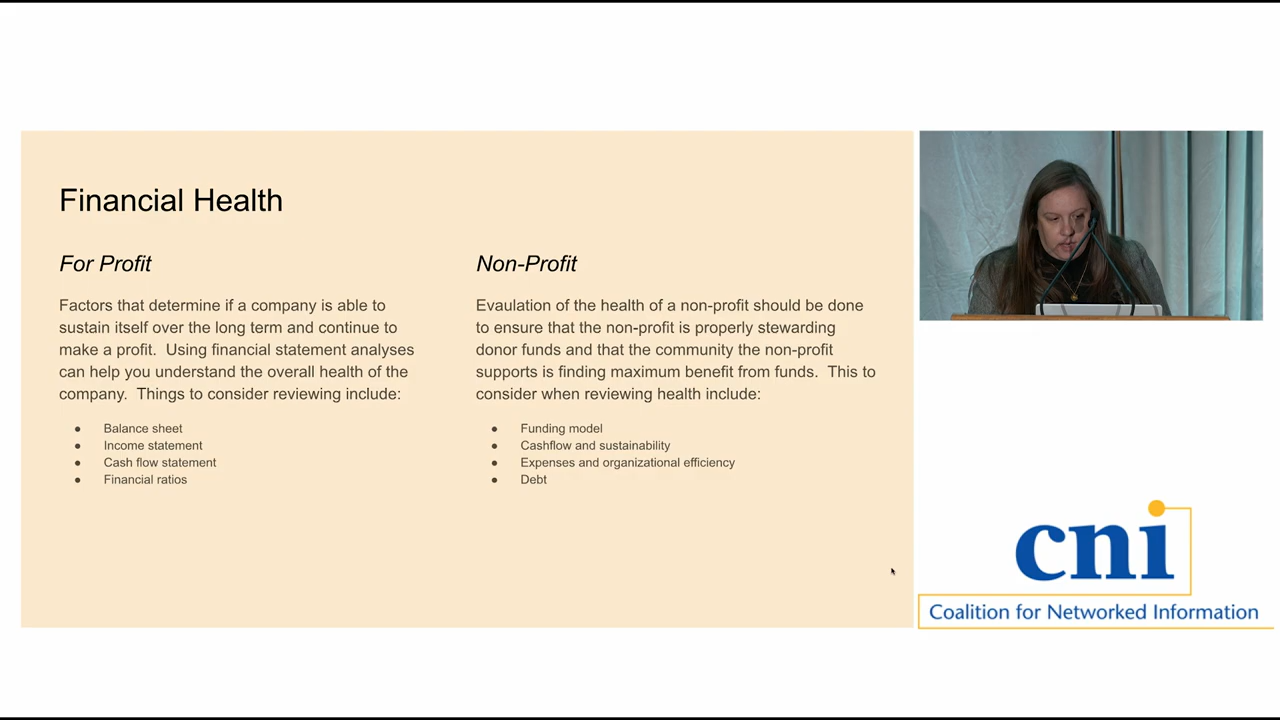 Financial Health
For Profit
Factors that determine if a company is able to
sustain itself over the long term and continue to
make a profit.  Using financial statement analyses
can help you understand the overall health of the
company.  Things to consider reviewing include:
● Balance sheet
● Income statement
● Cash flow statement
● Financial ratios
Non-Profit
Evaulation of the health of a non-profit should be done
to ensure that the non-profit is properly stewarding
donor funds and that the community the non-profit
supports is finding maximum benefit from funds.  This to
consider when reviewing health include:
● Funding model
● Cashflow and sustainability
● Expenses and organizational efficiency
● Debt
cni
Coalition for Networked Information